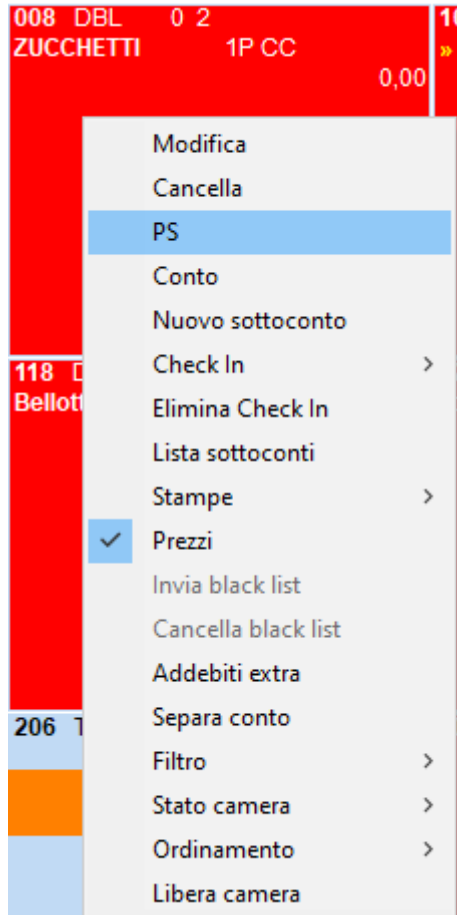 008 DBL 0 2
ZUCCHETTI 1P CC
»
0,00
Modifica
Cancella
PS
Conto
Nuovo sottoconto
118
Check In
Elimina Check In
Lista sottoconti
Stampe
Prezzi
Invia black list
Cancella black list
Addebiti extra
206
Separa conto
Filtro
Stato camera
Ordinamento
Libera camera